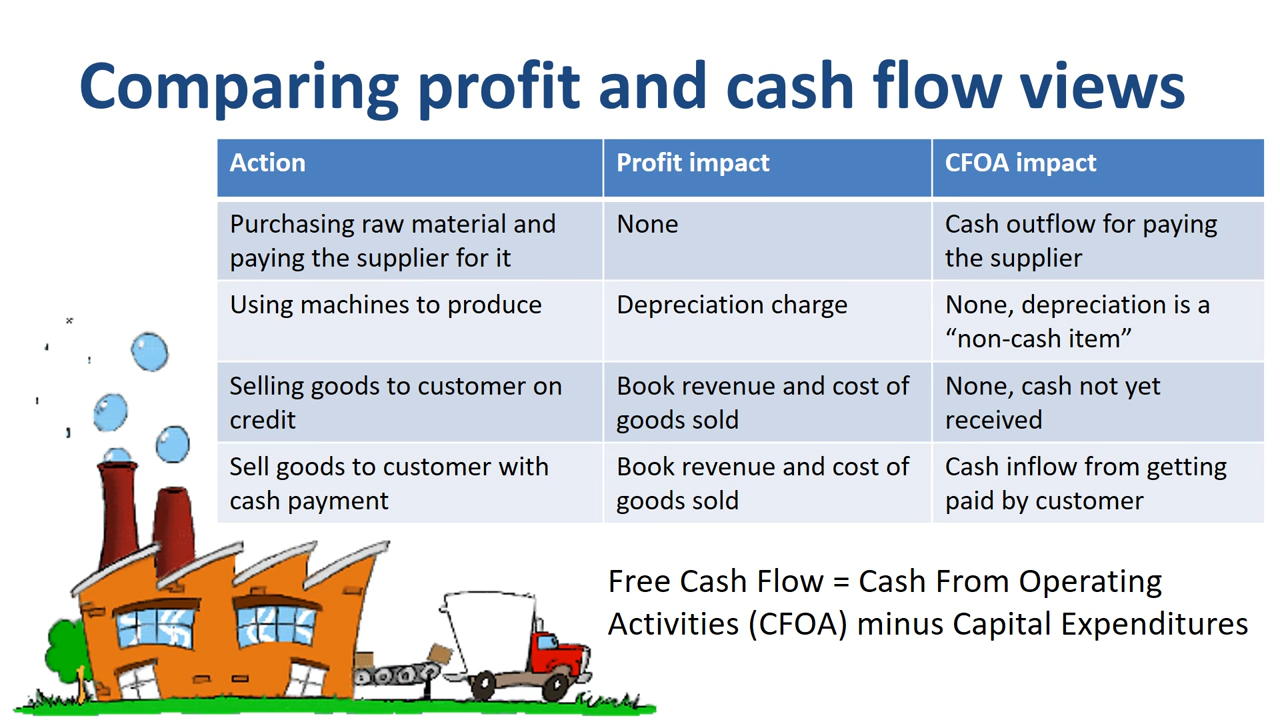 Comparing profit and cash flow views
Action
Profit impact
CFOA impact
Purchasing raw material and
paying the supplier for it
None
Cash outflow for paying
the supplier
Using machines to produce
Depreciation charge
None, depreciation is a
“non-cash item”
Selling goods to customer on
credit
Book revenue and cost of
goods sold
None, cash not yet
received
Sell goods to customer with
cash payment
Book revenue and cost of
goods sold
Cash inflow from getting
paid by customer
Free Cash Flow = Cash From Operating
Activities (CFOA) minus Capital Expenditures